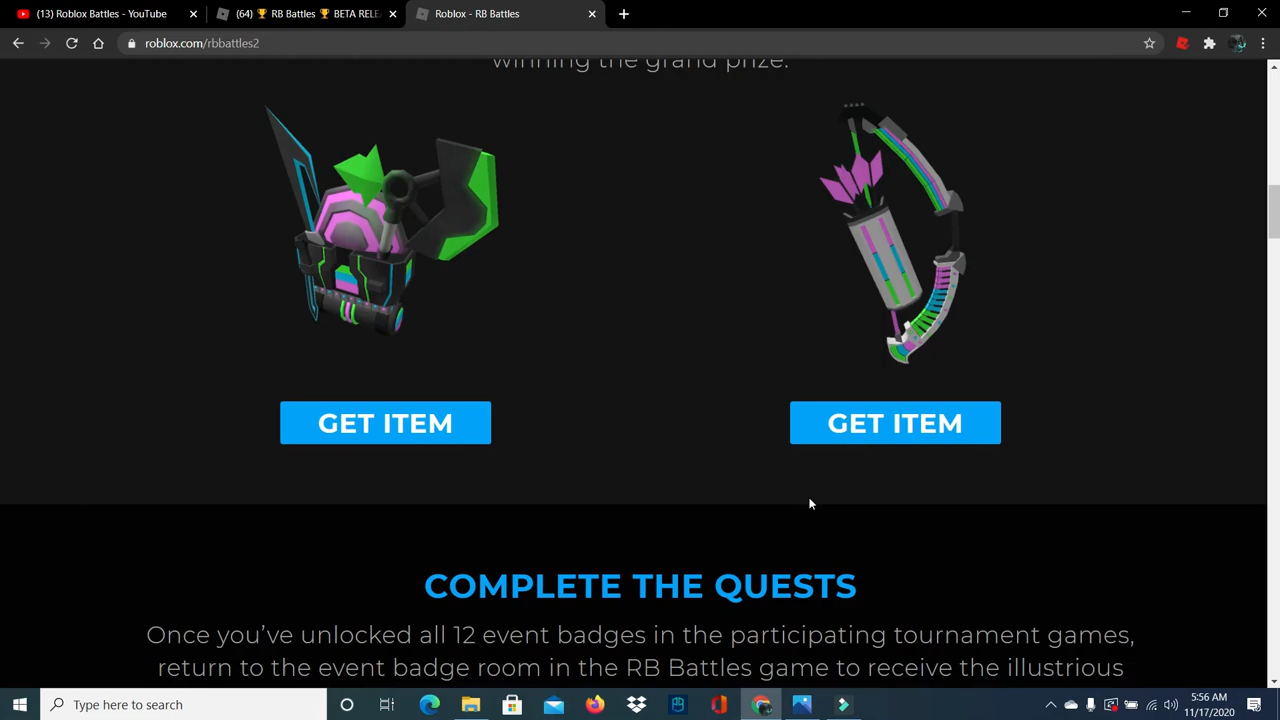 (13) Roblox Battles - YouTube
(64) 🏆 RB Battles 🏆 BETA RELE
Roblox - RB Battles
roblox.com/rbbattles2
winning the grand prize.
GET ITEM
GET ITEM
COMPLETE THE QUESTS
Once you've unlocked all 12 event badges in the participating tournament games,
return to the event badge room in the RB Battles game to receive the illustrious
Type here to search
5:56 AM
11/17/2020